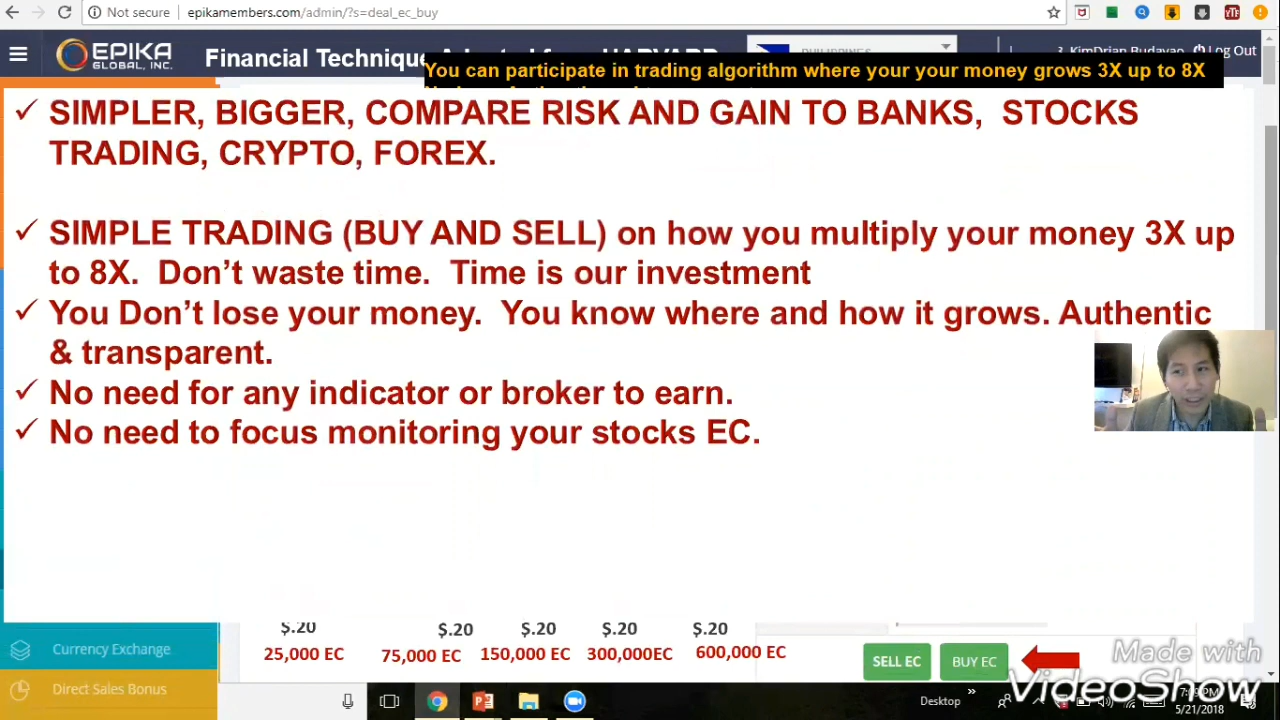 Not secure epikamembers.com/admin/?s=deal_ec_buy
EPIKA
GLOBAL, INC.
Financial Technique Adapted from HARVARD
PHILIPPINES
KimDrian Budayao
Log Out
You can participate in trading algorithm where your your money grows 3X up to 8X
✓ SIMPLER, BIGGER, COMPARE RISK AND GAIN TO BANKS, STOCKS
TRADING, CRYPTO, FOREX.
✓ SIMPLE TRADING (BUY AND SELL) on how you multiply your money 3X up
to 8X. Don't waste time. Time is our investment
✓ You Don't lose your money. You know where and how it grows. Authentic
& transparent.
✓ No need for any indicator or broker to earn.
✓ No need to focus monitoring your stocks EC.
$.20 $.20 $.20 $.20 $.20
25,000 EC 75,000 EC 150,000 EC 300,000EC 600,000 EC
Currency Exchange
SELL EC BUY EC
Direct Sales Bonus
Made with
VideoShow
Desktop
5/21/2018